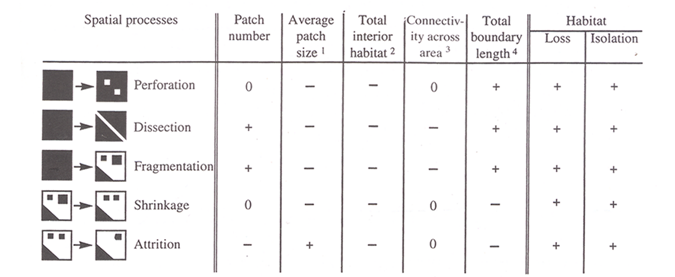 Spatial processes Patch number Average patch size 1 Total interior habitat 2 Connectiv- ity across area 3 Total boundary length 4 Habitat Loss Isolation
Perforation 0 – – 0 + + +
Dissection + – – – + + +
Fragmentation + – – – + + +
Shrinkage 0 – – 0 – + +
Attrition – + – 0 – + +